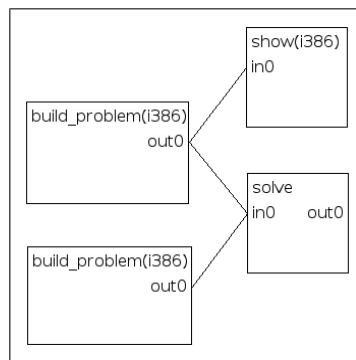 show(i386)
in0
build_problem(i386)
out0
solve
in0 out0
build_problem(i386)
out0